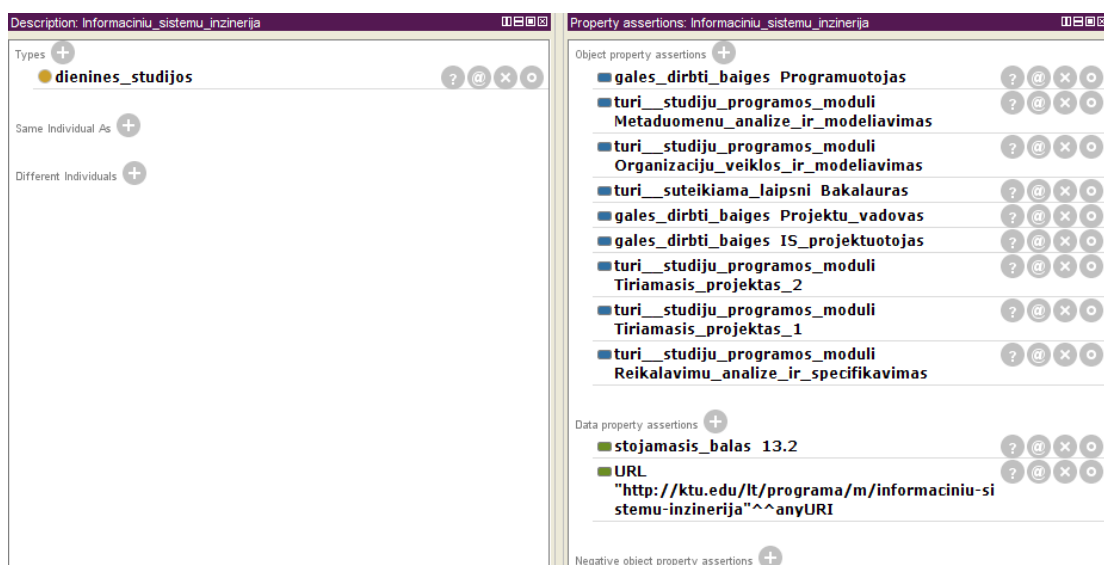 Description: Informaciniu_sistemu_inzinerija
Types
dienines_studijos
Same Individual As
Different Individuals
Property assertions: Informaciniu_sistemu_inzinerija
Object property assertions
gales_dirbti_baiges Programuotojas
turi__studiju_programos_moduli
Metaduomenu_analize_ir_modeliavimas
turi__studiju_programos_moduli
Organizaciju_veiklos_ir_modeliavimas
turi__suteikiama_laipsni Bakalauras
gales_dirbti_baiges Projektu_vadovas
gales_dirbti_baiges IS_projektuotojas
turi__studiju_programos_moduli
Tiriamasis_projektas_2
turi__studiju_programos_moduli
Tiriamasis_projektas_1
turi__studiju_programos_moduli
Reikalavimu_analize_ir_specifikavimas
Data property assertions
stojamasis_balas 13.2
URL
"http://ktu.edu/lt/programa/m/informaciniu-si
stemu-inzinerija"^^anyURI
Negative object property assertions